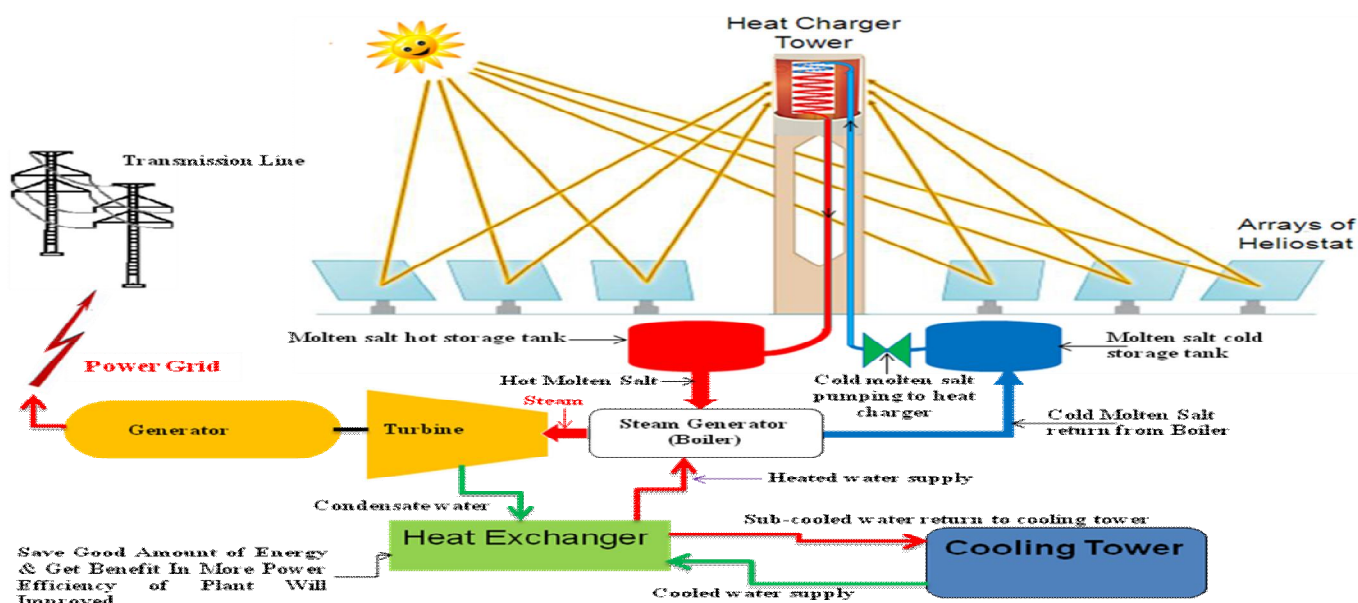 Heat Charger
Tower
Transmission Line
Arrays of
Heliostat
Molten salt hot storage tank
Molten salt cold
storage tank
Power Grid
Hot Molten Salt
Cold molten salt
pumping to heat
charger
Steam
Cold Molten Salt
return from Boiler
Generator
Turbine
Steam Generator
(Boiler)
Heated water supply
Condensate water
Sub-cooled water return to cooling tower
Heat Exchanger
Cooling Tower
Save Good Amount of Energy
& Get Benefit In More Power
Efficiency of Plant Will
Improved
Cooled water supply